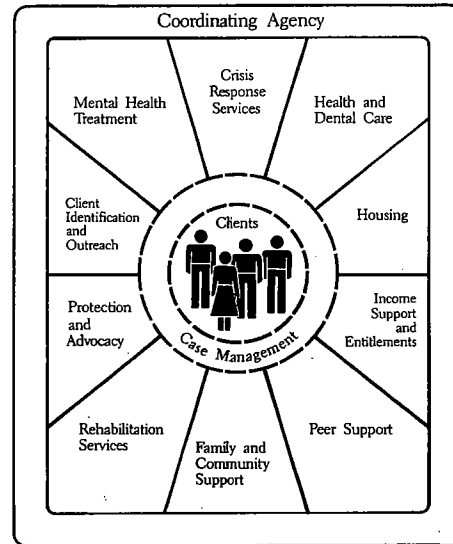 Coordinating Agency
Crisis
Response
Services
Mental Health
Treatment
Health and
Dental Care
Client
Identification
and
Outreach
Clients
Housing
Protection
and
Advocacy
Income
Support
and
Entitlements
Case Management
Rehabilitation
Services
Family and
Community
Support
Peer Support